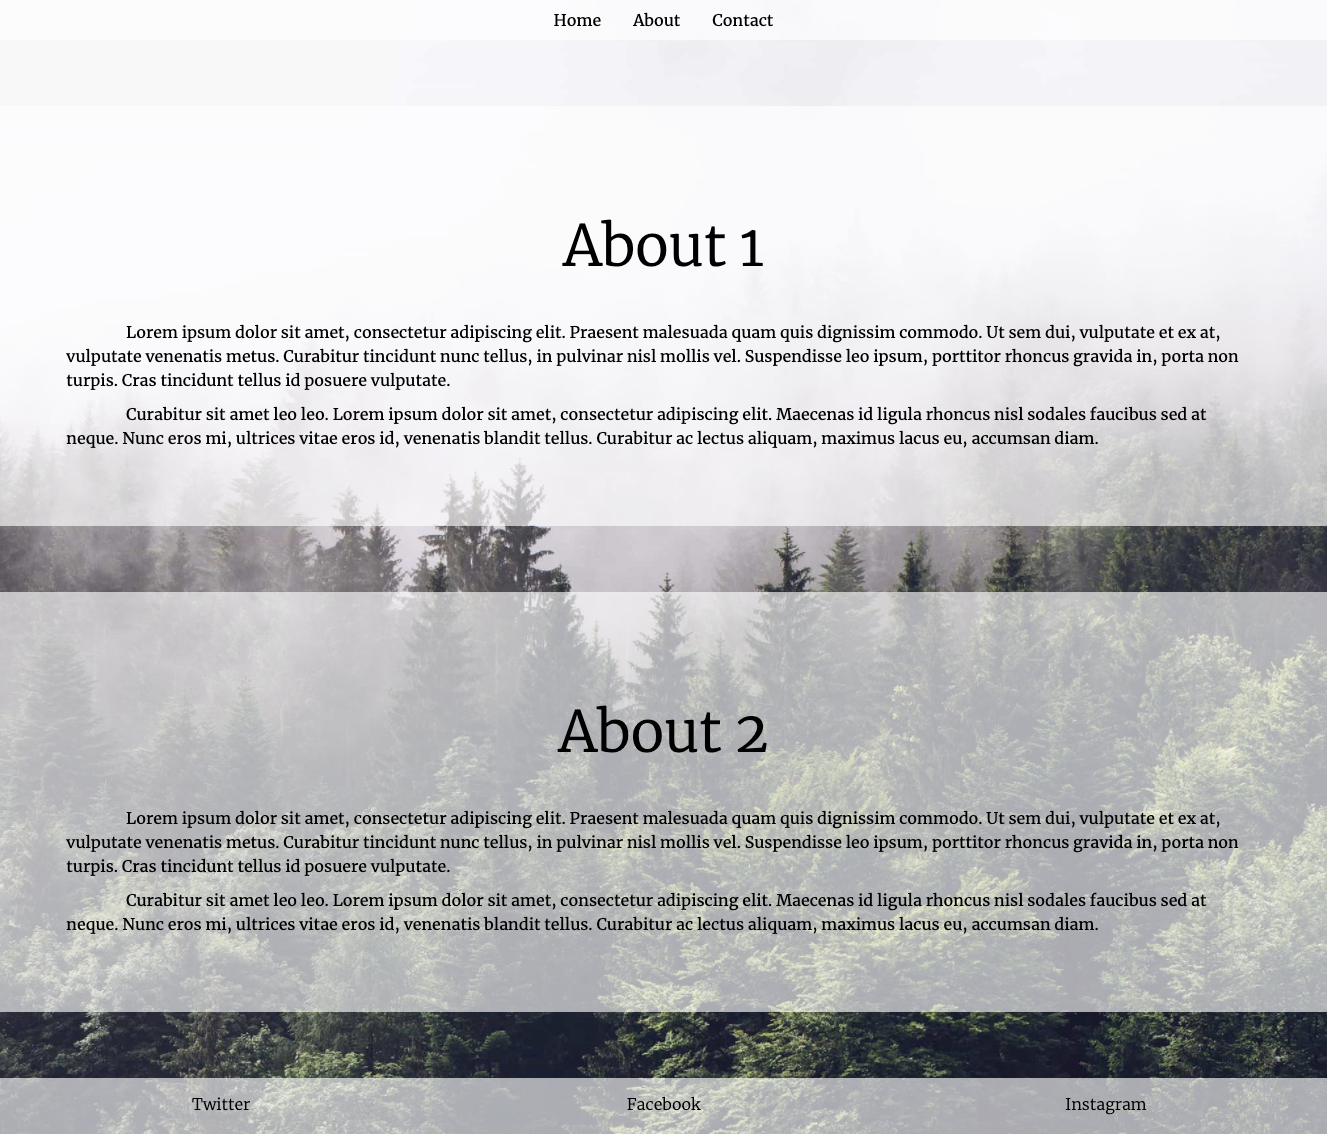 Home About Contact
About 1
Lorem ipsum dolor sit amet, consectetur adipiscing elit. Praesent malesuada quam quis dignissim commodo. Ut sem dui, vulputate et ex at,
vulputate venenatis metus. Curabitur tincidunt nunc tellus, in pulvinar nisl mollis vel. Suspendisse leo ipsum, porttitor rhoncus gravida in, porta non
turpis. Cras tincidunt tellus id posuere vulputate.
Curabitur sit amet leo leo. Lorem ipsum dolor sit amet, consectetur adipiscing elit. Maecenas id ligula rhoncus nisl sodales faucibus sed at
neque. Nunc eros mi, ultrices vitae eros id, venenatis blandit tellus. Curabitur ac lectus aliquam, maximus lacus eu, accumsan diam.
About 2
Lorem ipsum dolor sit amet, consectetur adipiscing elit. Praesent malesuada quam quis dignissim commodo. Ut sem dui, vulputate et ex at,
vulputate venenatis metus. Curabitur tincidunt nunc tellus, in pulvinar nisl mollis vel. Suspendisse leo ipsum, porttitor rhoncus gravida in, porta non
turpis. Cras tincidunt tellus id posuere vulputate.
Curabitur sit amet leo leo. Lorem ipsum dolor sit amet, consectetur adipiscing elit. Maecenas id ligula rhoncus nisl sodales faucibus sed at
neque. Nunc eros mi, ultrices vitae eros id, venenatis blandit tellus. Curabitur ac lectus aliquam, maximus lacus eu, accumsan diam.
Twitter Facebook Instagram